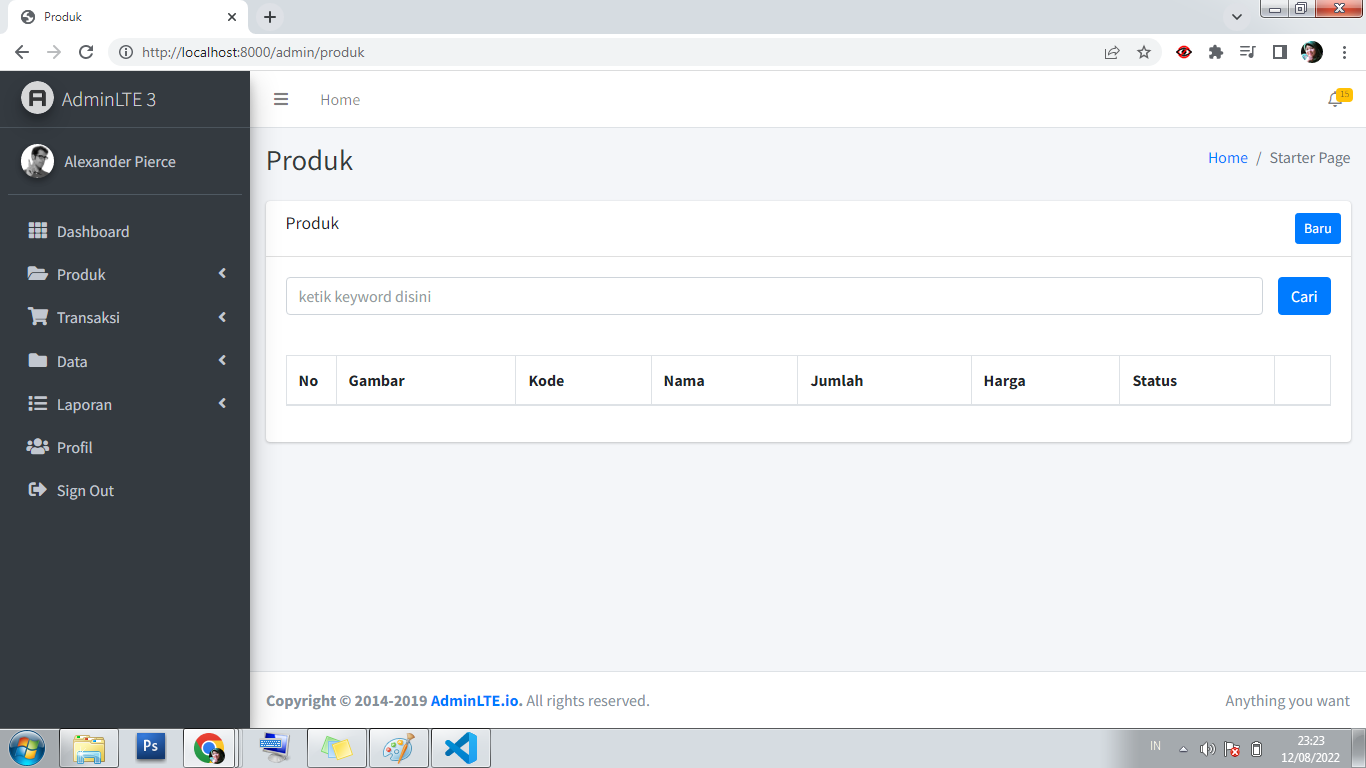 Produk
http://localhost:8000/admin/produk
AdminLTE 3
Home
15
Alexander Pierce
Produk
Home / Starter Page
Dashboard
Produk
Transaksi
Data
Laporan
Profil
Sign Out
Produk
Baru
ketik keyword disini
Cari
No Gambar Kode Nama Jumlah Harga Status
Copyright © 2014-2019 AdminLTE.io. All rights reserved.
Anything you want
Ps
IN
23:23
12/08/2022